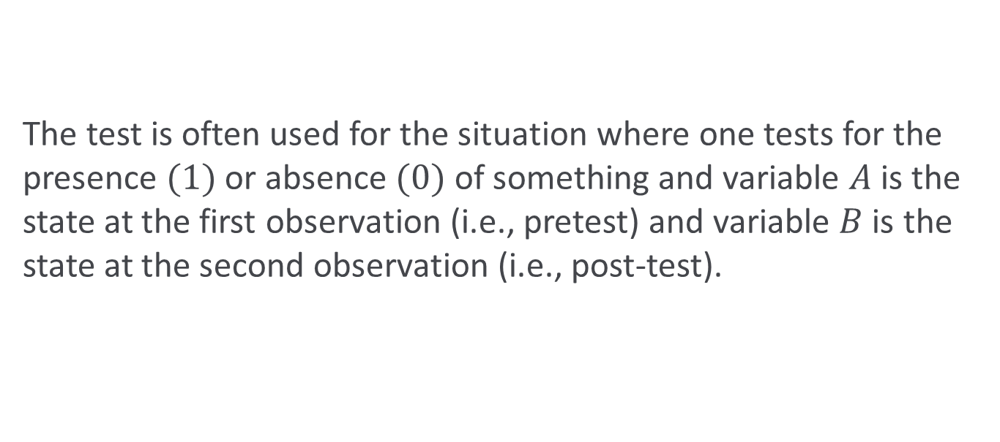 The test is often used for the situation where one tests for the
presence (1) or absence (0) of something and variable A is the
state at the first observation (i.e., pretest) and variable B is the
state at the second observation (i.e., post-test).